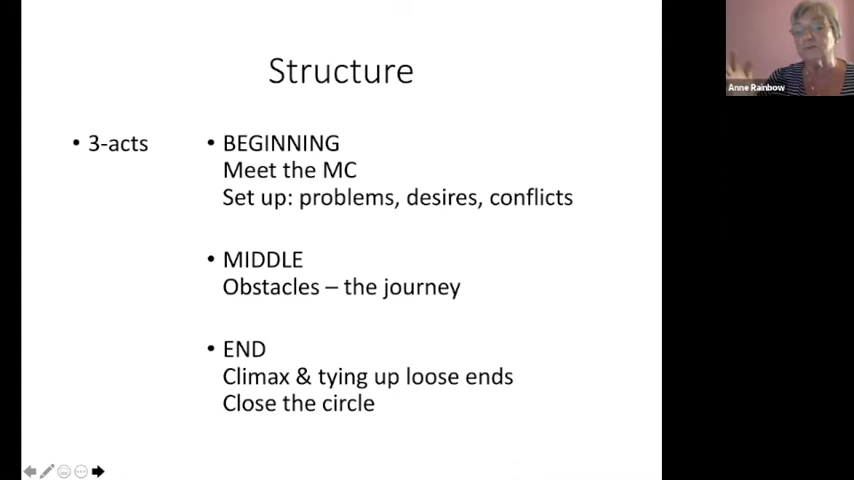 Structure
• 3-acts
• BEGINNING
Meet the MC
Set up: problems, desires, conflicts
• MIDDLE
Obstacles – the journey
• END
Climax & tying up loose ends
Close the circle
Anne Rainbow